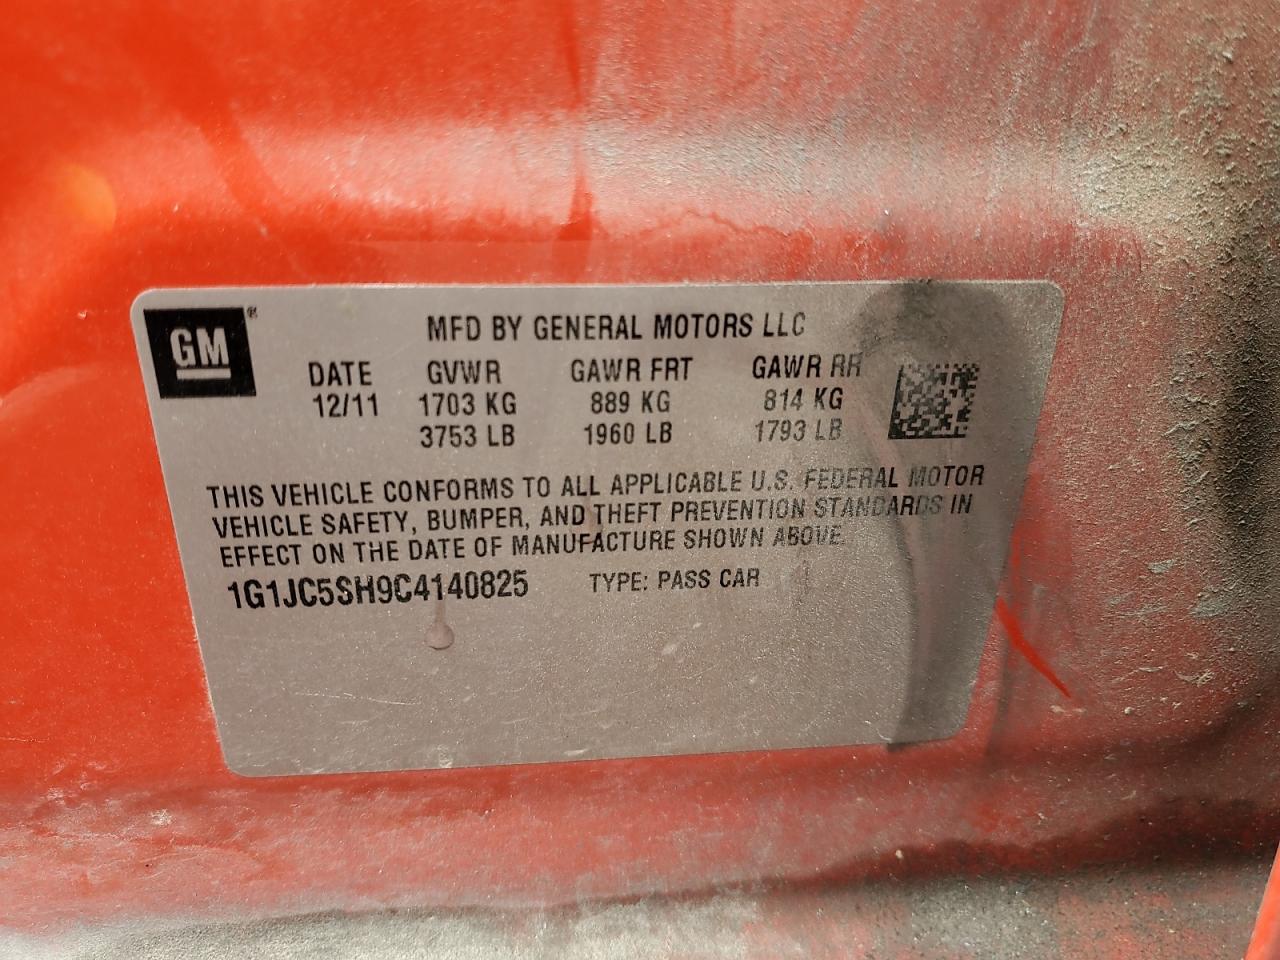 GM®
MFD BY GENERAL MOTORS LLC
DATE GVWR GAWR FRT GAWR RR
12/11 1703 KG 889 KG 814 KG
3753 LB 1960 LB 1793 LB
THIS VEHICLE CONFORMS TO ALL APPLICABLE U.S. FEDERAL MOTOR
VEHICLE SAFETY, BUMPER, AND THEFT PREVENTION STANDARDS IN
EFFECT ON THE DATE OF MANUFACTURE SHOWN ABOVE.
1G1JC5SH9C4140825 TYPE: PASS CAR